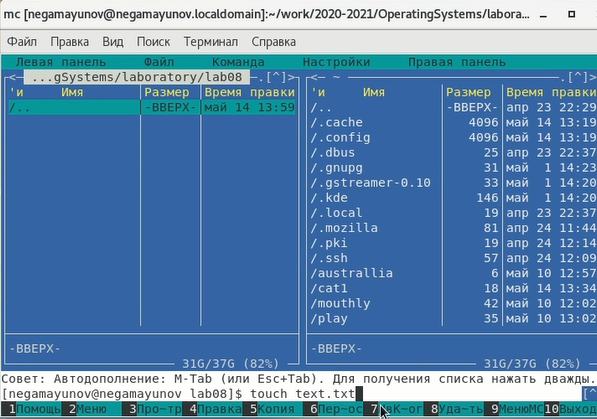 mc [negamayunov@negamayunov.localdomain]:~/work/2020-2021/OperatingSystems/labora...
Файл Правка Вид Поиск Терминал Справка
Левая панель Файл Команда Настройки Правая панель
<─ ...gSystems/laboratory/lab08 ─.[^]>
'и Имя Размер Время правки
/.. -ВВЕРХ- май 14 13:59
-ВВЕРХ-
31G/37G (82%)
<─ ~ ─.[^]>
'и Имя Размер Время правки
/.. -ВВЕРХ- апр 23 22:29
/.cache 4096 май 14 13:19
/.config 4096 май 14 13:19
/.dbus 25 апр 23 22:37
/.gnupg 31 май 1 14:23
/.gstreamer-0.10 33 май 1 14:20
/.kde 146 май 1 14:20
/.local 19 апр 23 22:37
/.mozilla 81 апр 24 11:44
/.pki 19 апр 24 12:14
/.ssh 57 апр 24 12:09
/australlia 6 май 10 12:57
/cat1 18 май 14 13:34
/mouthly 42 май 10 12:02
/play 35 май 10 13:02
-ВВЕРХ-
31G/37G (82%)
Совет: Автодополнение: M-Tab (или Esc+Tab). Для получения списка нажать дважды.
[negamayunov@negamayunov lab08]$ touch text.txt [^
1Помощь 2Меню 3Про-тр 4Правка 5Копия 6Пер-ос 7НвК-ог 8Уда-ть 9МенюMC 10Выход